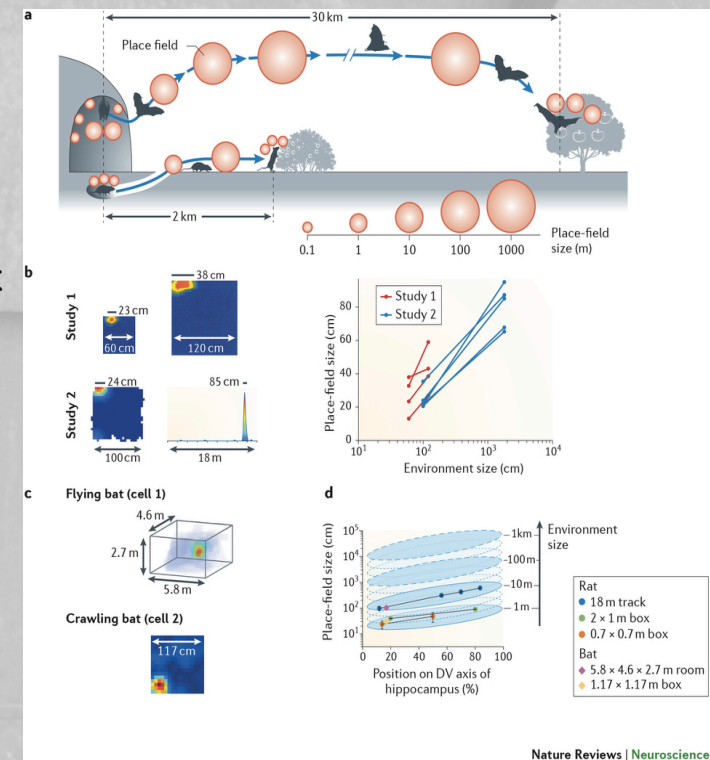 a
30 km
Place field
2 km
0.1 1 10 100 1000
Place-field
size (m)
b
Study 1
23 cm
60 cm
38 cm
120 cm
Study 2
24 cm
100 cm
85 cm
18 m
Place-field size (cm)
80
60
40
20
0
10¹ 10² 10³ 10⁴
Environment size (cm)
Study 1
Study 2
c
Flying bat (cell 1)
4.6 m
2.7 m
5.8 m
Crawling bat (cell 2)
117 cm
d
Place-field size (cm)
10⁵
10⁴
10³
10²
10¹
0 20 40 60 80 100
Position on DV axis of
hippocampus (%)
1 km
100 m
10 m
1 m
Environment
size
Rat
18 m track
2 × 1 m box
0.7 × 0.7 m box
Bat
5.8 × 4.6 × 2.7 m room
1.17 × 1.17 m box
Nature Reviews | Neuroscience